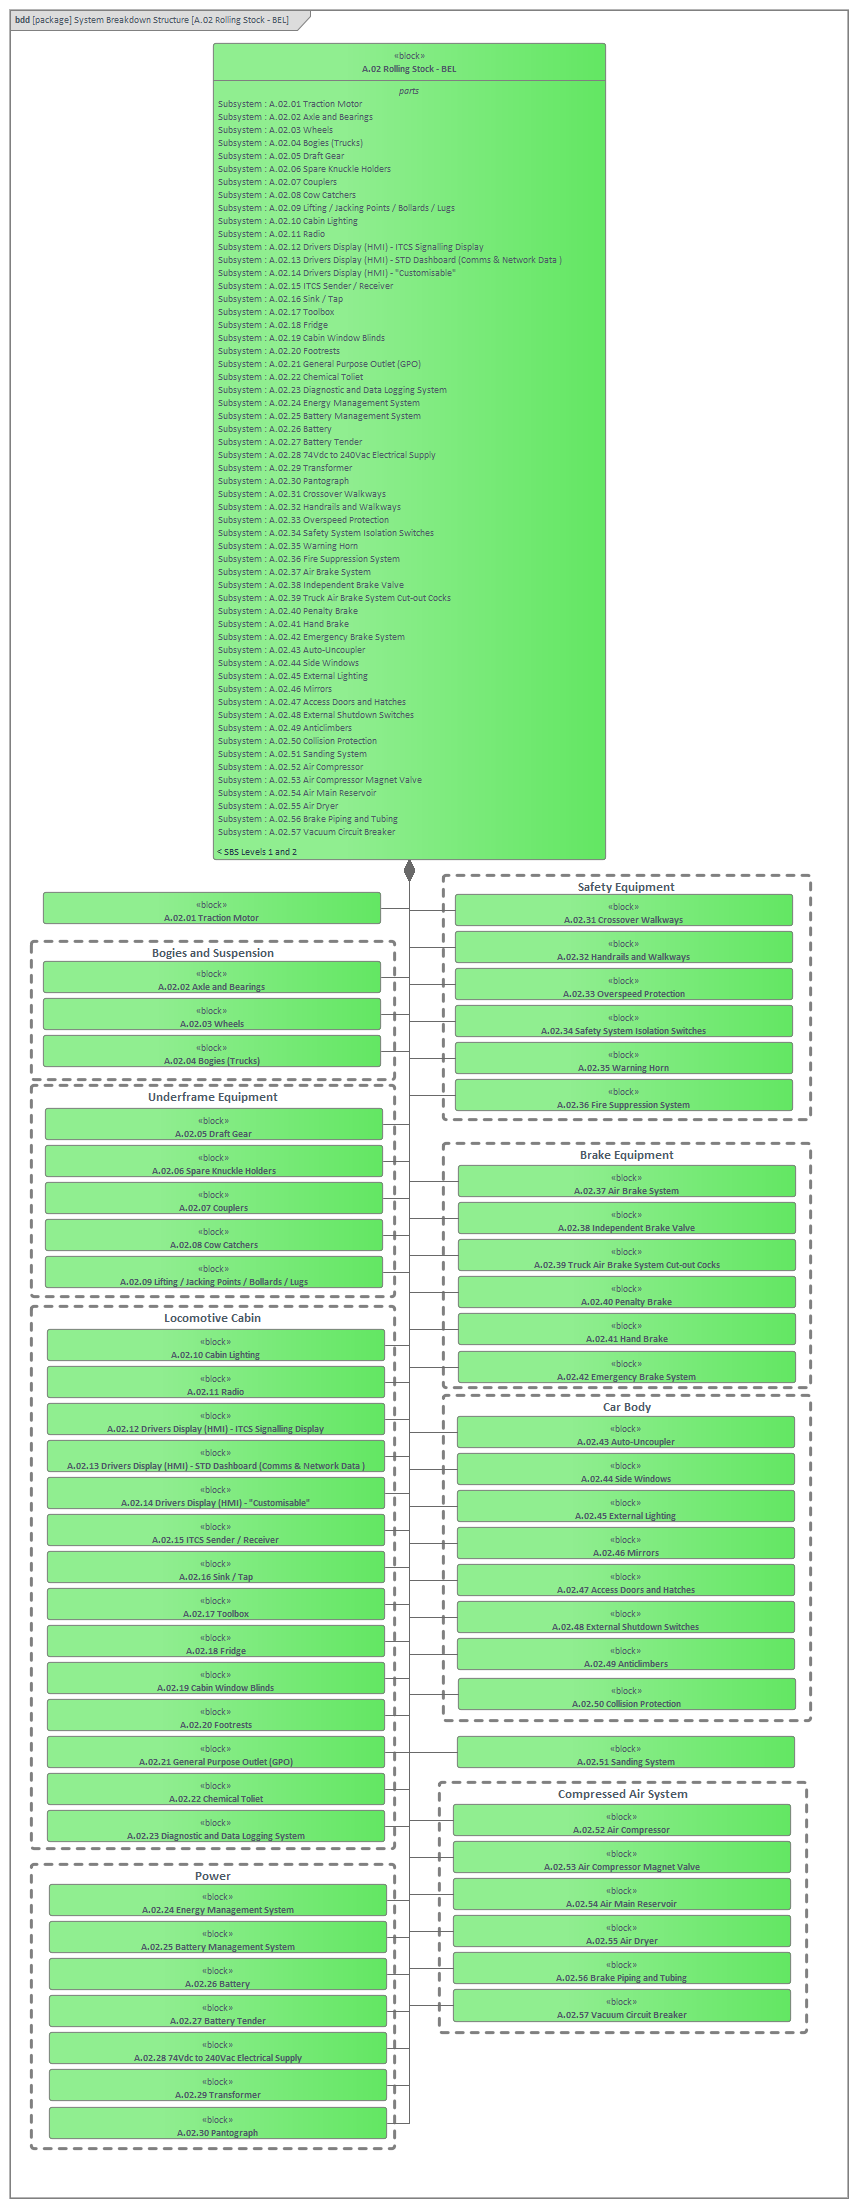 bdd [package] System Breakdown Structure [A.02 Rolling Stock - BEL]
«block»
A.02 Rolling Stock - BEL
parts
Subsystem : A.02.01 Traction Motor
Subsystem : A.02.02 Axle and Bearings
Subsystem : A.02.03 Wheels
Subsystem : A.02.04 Bogies (Trucks)
Subsystem : A.02.05 Draft Gear
Subsystem : A.02.06 Spare Knuckle Holders
Subsystem : A.02.07 Couplers
Subsystem : A.02.08 Cow Catchers
Subsystem : A.02.09 Lifting / Jacking Points / Bollards / Lugs
Subsystem : A.02.10 Cabin Lighting
Subsystem : A.02.11 Radio
Subsystem : A.02.12 Drivers Display (HMI) - ITCS Signalling Display
Subsystem : A.02.13 Drivers Display (HMI) - STD Dashboard (Comms & Network Data )
Subsystem : A.02.14 Drivers Display (HMI) - "Customisable"
Subsystem : A.02.15 ITCS Sender / Receiver
Subsystem : A.02.16 Sink / Tap
Subsystem : A.02.17 Toolbox
Subsystem : A.02.18 Fridge
Subsystem : A.02.19 Cabin Window Blinds
Subsystem : A.02.20 Footrests
Subsystem : A.02.21 General Purpose Outlet (GPO)
Subsystem : A.02.22 Chemical Toliet
Subsystem : A.02.23 Diagnostic and Data Logging System
Subsystem : A.02.24 Energy Management System
Subsystem : A.02.25 Battery Management System
Subsystem : A.02.26 Battery
Subsystem : A.02.27 Battery Tender
Subsystem : A.02.28 74Vdc to 240Vac Electrical Supply
Subsystem : A.02.29 Transformer
Subsystem : A.02.30 Pantograph
Subsystem : A.02.31 Crossover Walkways
Subsystem : A.02.32 Handrails and Walkways
Subsystem : A.02.33 Overspeed Protection
Subsystem : A.02.34 Safety System Isolation Switches
Subsystem : A.02.35 Warning Horn
Subsystem : A.02.36 Fire Suppression System
Subsystem : A.02.37 Air Brake System
Subsystem : A.02.38 Independent Brake Valve
Subsystem : A.02.39 Truck Air Brake System Cut-out Cocks
Subsystem : A.02.40 Penalty Brake
Subsystem : A.02.41 Hand Brake
Subsystem : A.02.42 Emergency Brake System
Subsystem : A.02.43 Auto-Uncoupler
Subsystem : A.02.44 Side Windows
Subsystem : A.02.45 External Lighting
Subsystem : A.02.46 Mirrors
Subsystem : A.02.47 Access Doors and Hatches
Subsystem : A.02.48 External Shutdown Switches
Subsystem : A.02.49 Anticlimbers
Subsystem : A.02.50 Collision Protection
Subsystem : A.02.51 Sanding System
Subsystem : A.02.52 Air Compressor
Subsystem : A.02.53 Air Compressor Magnet Valve
Subsystem : A.02.54 Air Main Reservoir
Subsystem : A.02.55 Air Dryer
Subsystem : A.02.56 Brake Piping and Tubing
Subsystem : A.02.57 Vacuum Circuit Breaker
< SBS Levels 1 and 2
«block»
A.02.01 Traction Motor
Bogies and Suspension
«block»
A.02.02 Axle and Bearings
«block»
A.02.03 Wheels
«block»
A.02.04 Bogies (Trucks)
Underframe Equipment
«block»
A.02.05 Draft Gear
«block»
A.02.06 Spare Knuckle Holders
«block»
A.02.07 Couplers
«block»
A.02.08 Cow Catchers
«block»
A.02.09 Lifting / Jacking Points / Bollards / Lugs
Locomotive Cabin
«block»
A.02.10 Cabin Lighting
«block»
A.02.11 Radio
«block»
A.02.12 Drivers Display (HMI) - ITCS Signalling Display
«block»
A.02.13 Drivers Display (HMI) - STD Dashboard (Comms & Network Data )
«block»
A.02.14 Drivers Display (HMI) - "Customisable"
«block»
A.02.15 ITCS Sender / Receiver
«block»
A.02.16 Sink / Tap
«block»
A.02.17 Toolbox
«block»
A.02.18 Fridge
«block»
A.02.19 Cabin Window Blinds
«block»
A.02.20 Footrests
«block»
A.02.21 General Purpose Outlet (GPO)
«block»
A.02.22 Chemical Toliet
«block»
A.02.23 Diagnostic and Data Logging System
Power
«block»
A.02.24 Energy Management System
«block»
A.02.25 Battery Management System
«block»
A.02.26 Battery
«block»
A.02.27 Battery Tender
«block»
A.02.28 74Vdc to 240Vac Electrical Supply
«block»
A.02.29 Transformer
«block»
A.02.30 Pantograph
Safety Equipment
«block»
A.02.31 Crossover Walkways
«block»
A.02.32 Handrails and Walkways
«block»
A.02.33 Overspeed Protection
«block»
A.02.34 Safety System Isolation Switches
«block»
A.02.35 Warning Horn
«block»
A.02.36 Fire Suppression System
Brake Equipment
«block»
A.02.37 Air Brake System
«block»
A.02.38 Independent Brake Valve
«block»
A.02.39 Truck Air Brake System Cut-out Cocks
«block»
A.02.40 Penalty Brake
«block»
A.02.41 Hand Brake
«block»
A.02.42 Emergency Brake System
Car Body
«block»
A.02.43 Auto-Uncoupler
«block»
A.02.44 Side Windows
«block»
A.02.45 External Lighting
«block»
A.02.46 Mirrors
«block»
A.02.47 Access Doors and Hatches
«block»
A.02.48 External Shutdown Switches
«block»
A.02.49 Anticlimbers
«block»
A.02.50 Collision Protection
«block»
A.02.51 Sanding System
Compressed Air System
«block»
A.02.52 Air Compressor
«block»
A.02.53 Air Compressor Magnet Valve
«block»
A.02.54 Air Main Reservoir
«block»
A.02.55 Air Dryer
«block»
A.02.56 Brake Piping and Tubing
«block»
A.02.57 Vacuum Circuit Breaker